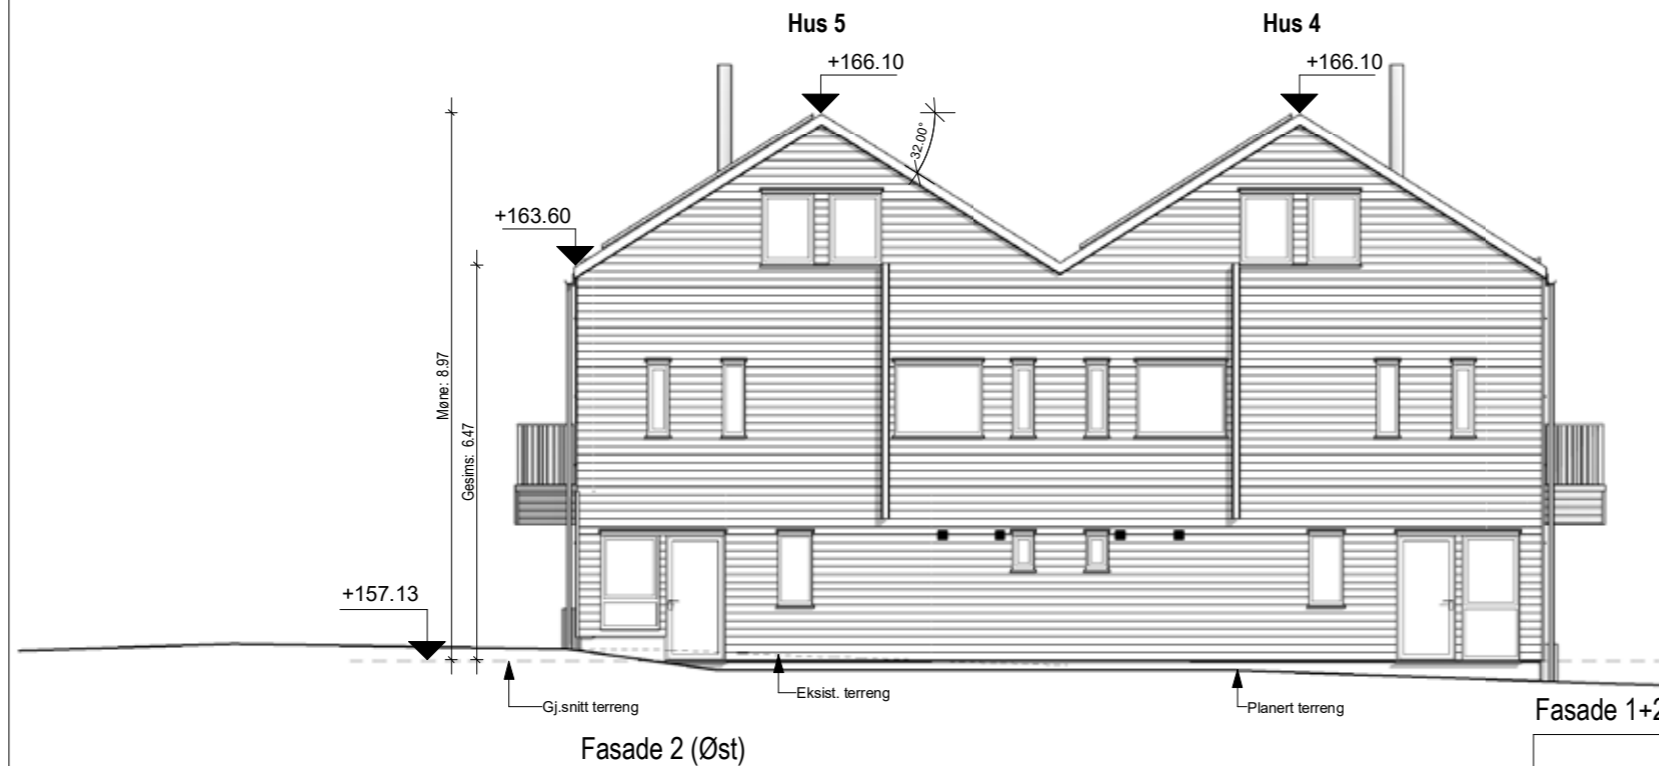 Hus 5
Hus 4
+166.10
+166.10
32.00°
+163.60
Møne: 8.97
Gesims: 6.47
+157.13
Eksist. terreng
Gj.snitt terreng
Planert terreng
Fasade 1+2
Fasade 2 (Øst)